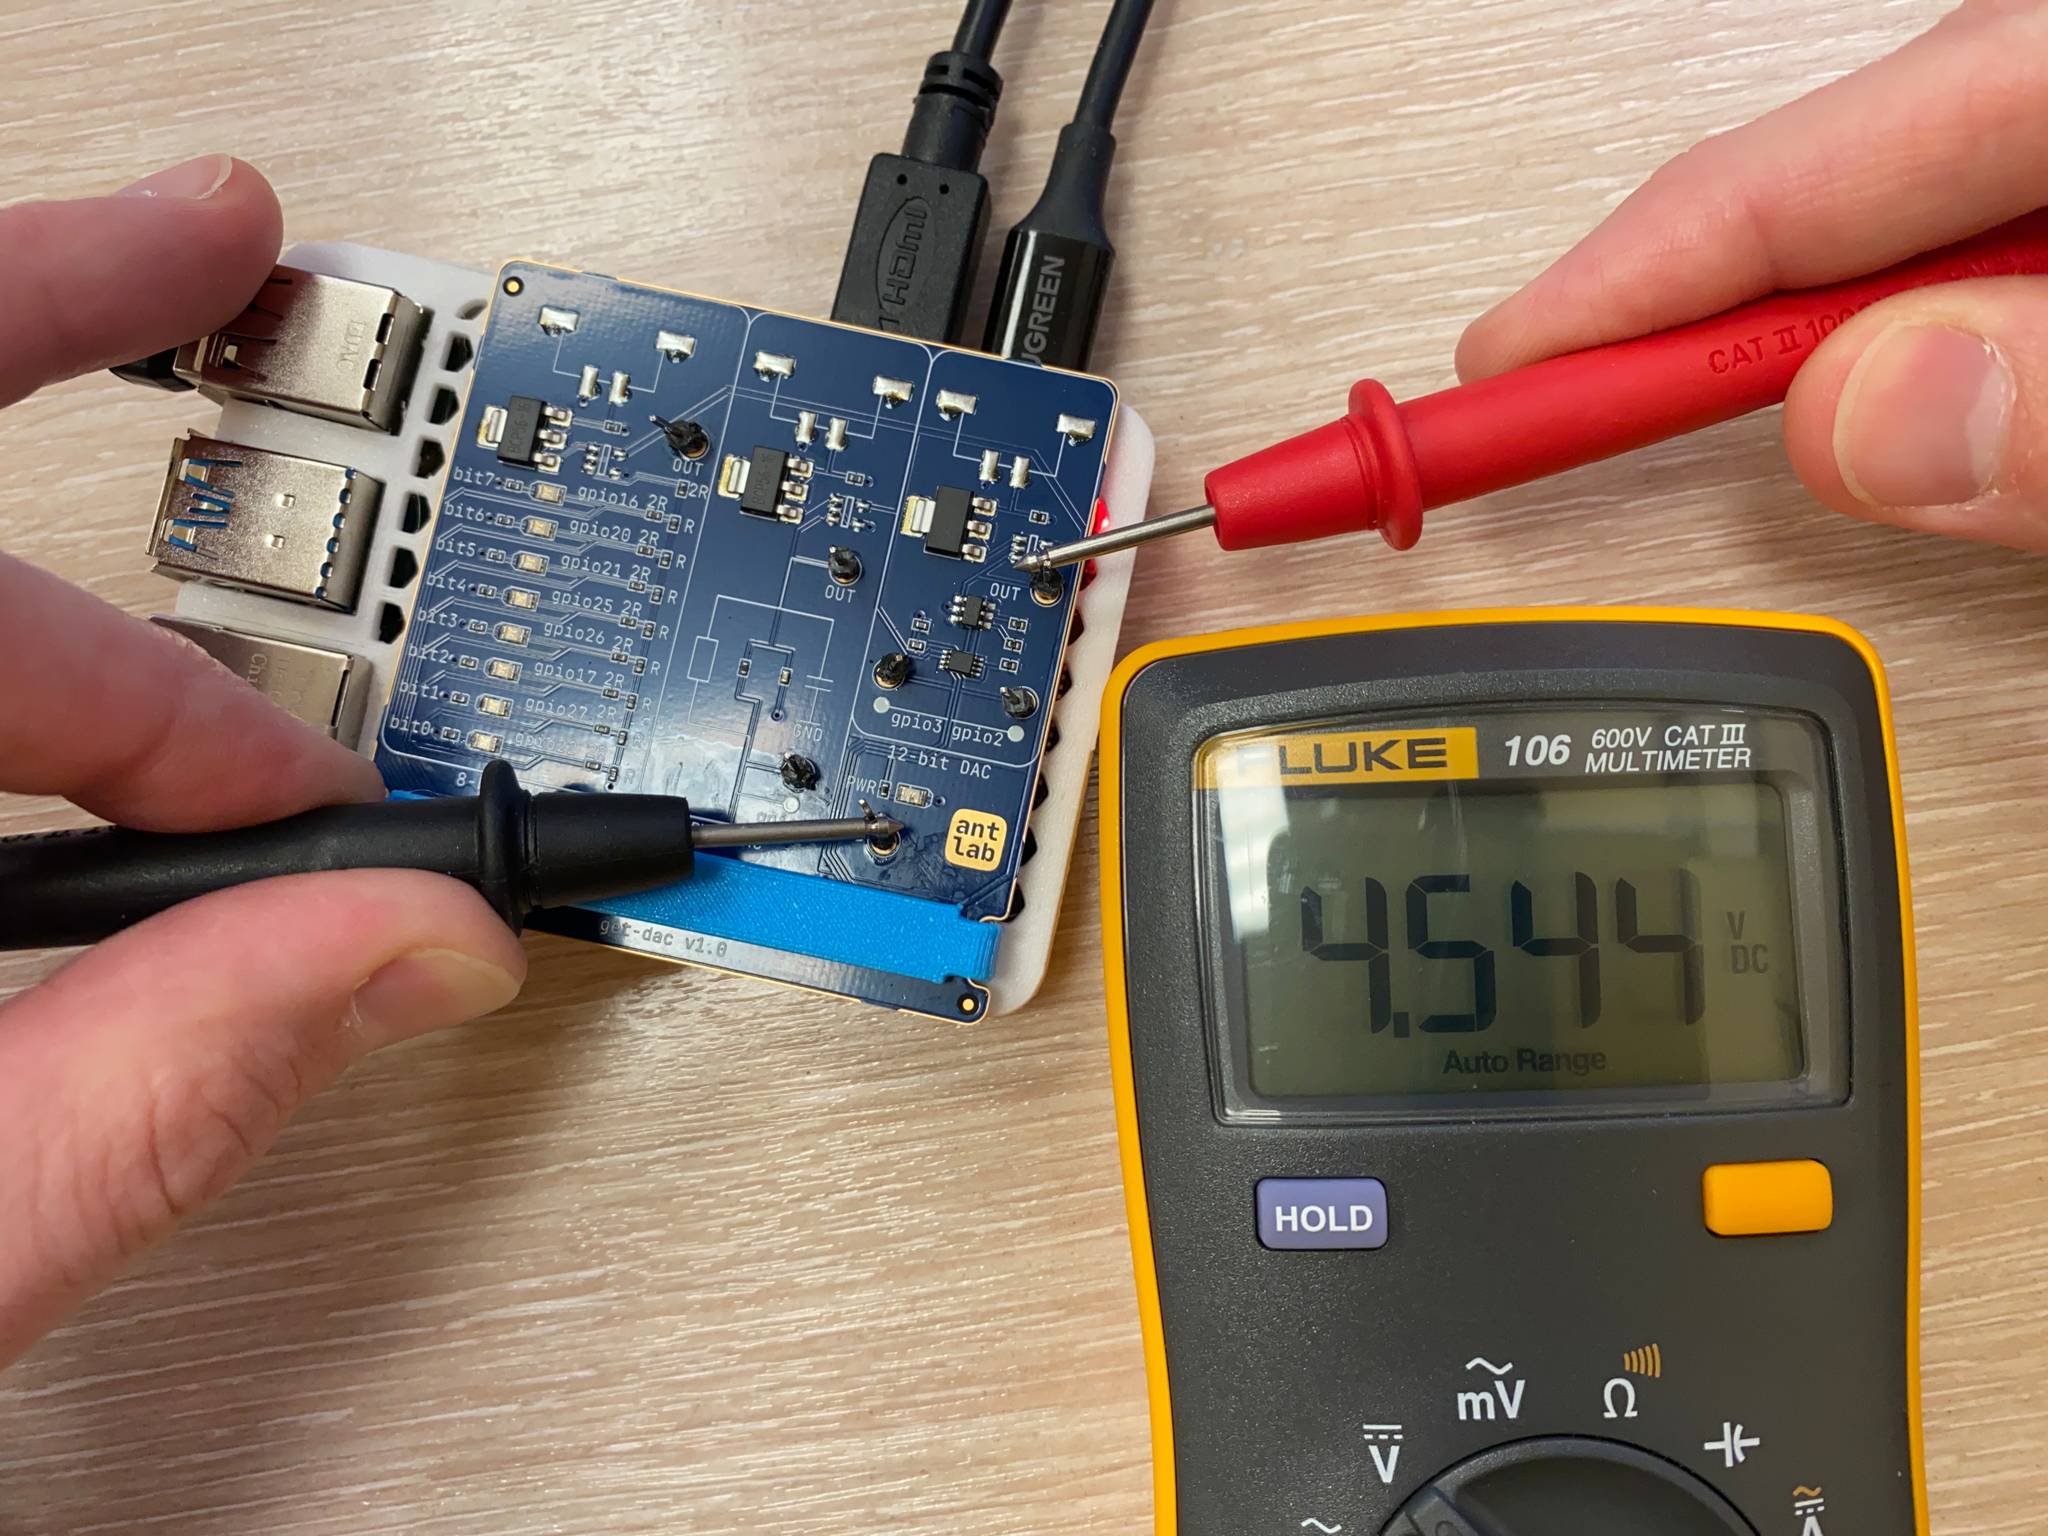 HDMI
UGREEN
CAT II
OUT
2R
bit7
gpio16 2R
R
bit6
gpio20 2R
R
bit5
gpio21 2R
R
bit4
gpio25 2R
R
bit3
gpio26 2R
R
bit2
gpio17 2R
R
bit1
gpio27 2R
R
bit0
R
8-
OUT
GND
OUT
gpio3 gpio2
12-bit DAC
PWR
ant
lab
get-dac v1.0
FLUKE
106
600V CAT III
MULTIMETER
4.544
V
DC
Auto Range
HOLD
mV
Ω
V